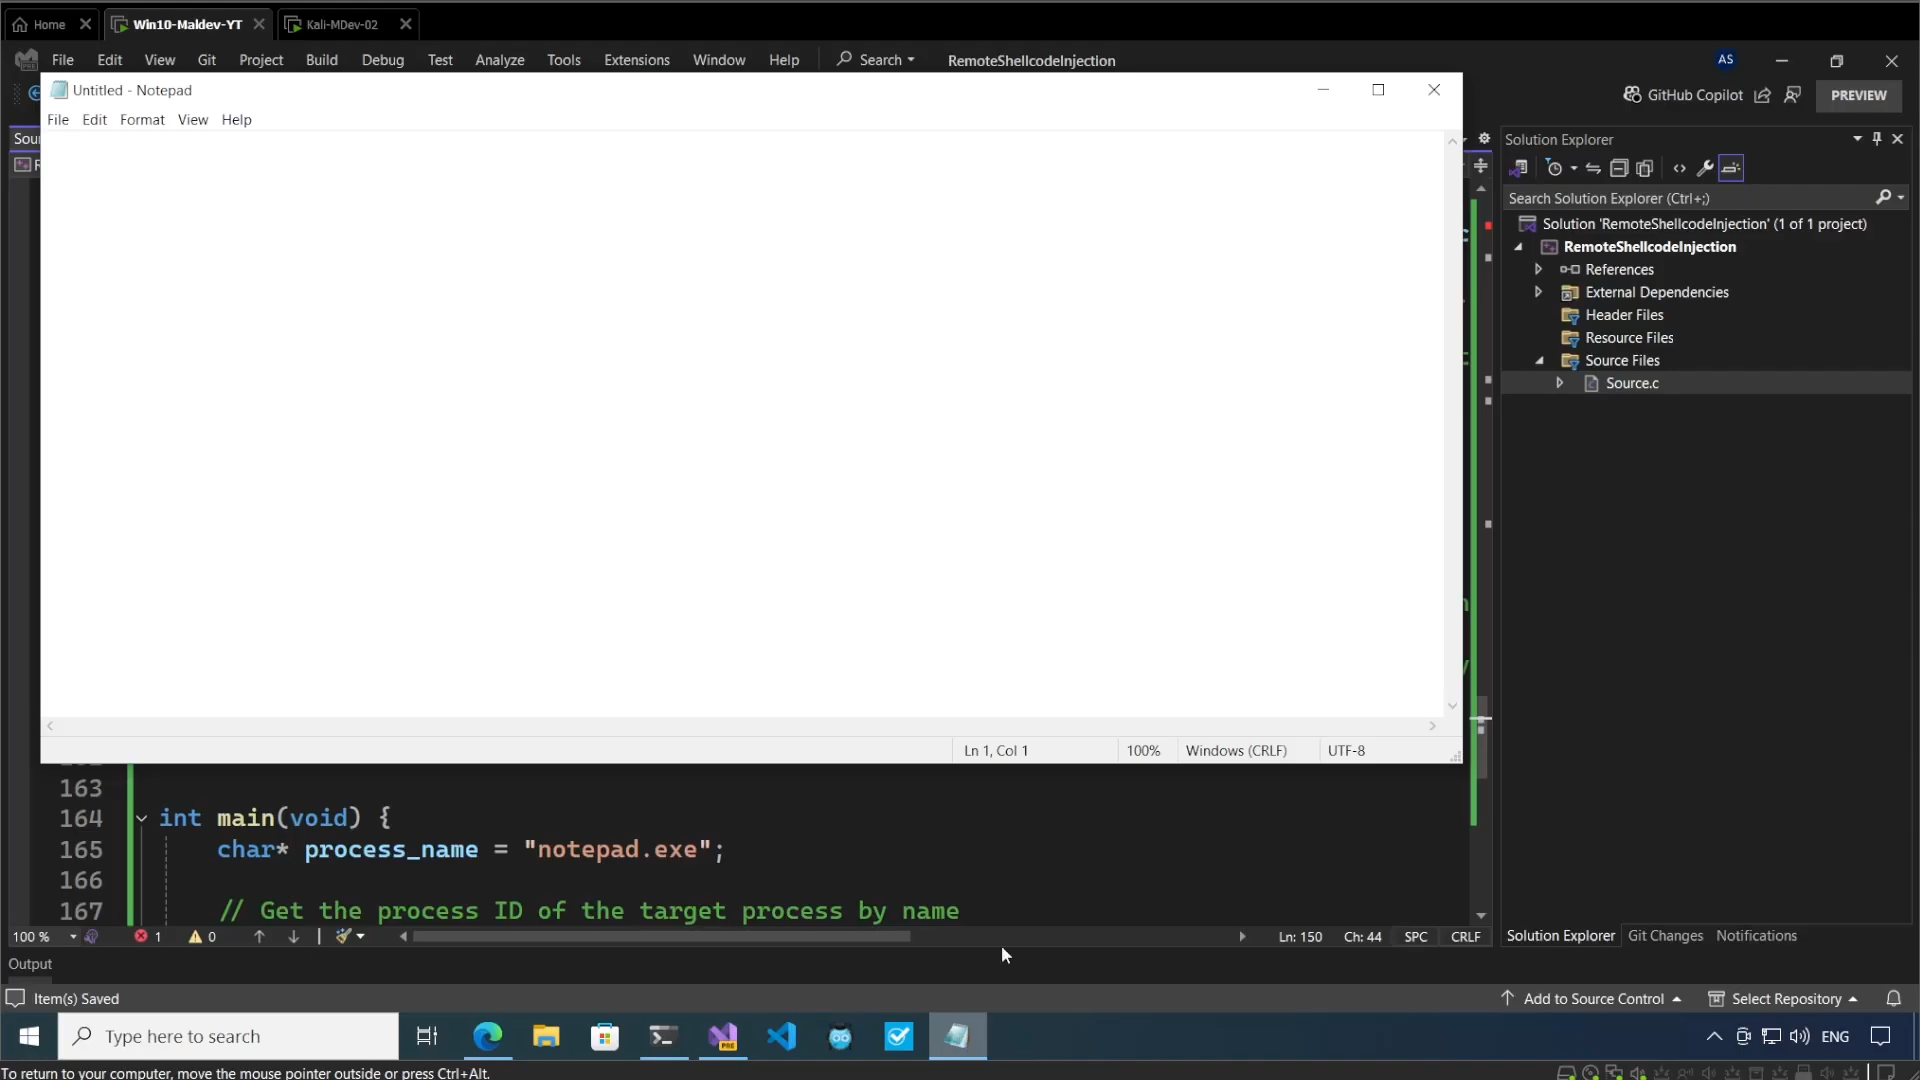 Home
Win10-Maldev-YT
Kali-MDev-02
File Edit View Git Project Build Debug Test Analyze Tools Extensions Window Help Search RemoteShellcodeInjection AS
Untitled - Notepad
GitHub Copilot PREVIEW
File Edit Format View Help
Solution Explorer
Search Solution Explorer (Ctrl+;)
Solution 'RemoteShellcodeInjection' (1 of 1 project)
RemoteShellcodeInjection
References
External Dependencies
Header Files
Resource Files
Source Files
Source.c
Ln 1, Col 1 100% Windows (CRLF) UTF-8
163
164 int main(void) {
165 char* process_name = "notepad.exe";
166
167 // Get the process ID of the target process by name
100 % 1 0 Ln: 150 Ch: 44 SPC CRLF
Solution Explorer Git Changes Notifications
Output
Item(s) Saved
Add to Source Control Select Repository
Type here to search
ENG
To return to your computer, move the mouse pointer outside or press Ctrl+Alt.